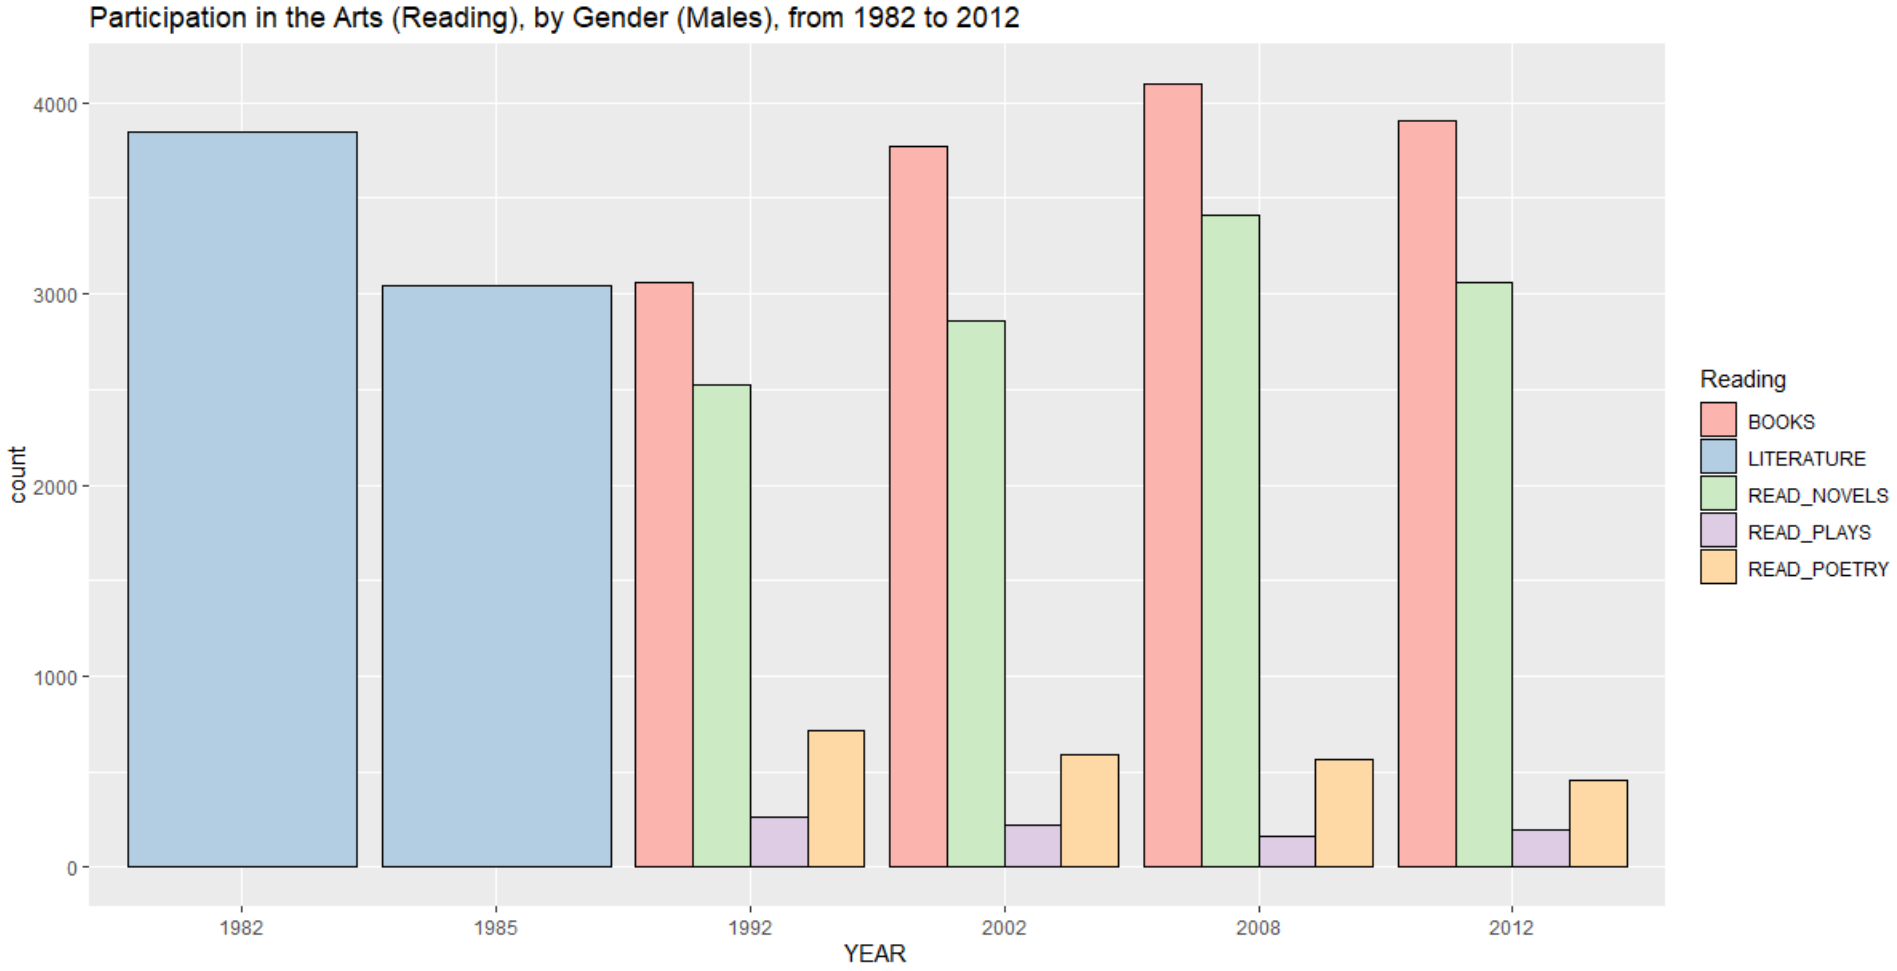 Participation in the Arts (Reading), by Gender (Males), from 1982 to 2012
count
4000
3000
2000
1000
0
1982 1985 1992 2002 2008 2012
YEAR
Reading
BOOKS
LITERATURE
READ_NOVELS
READ_PLAYS
READ_POETRY